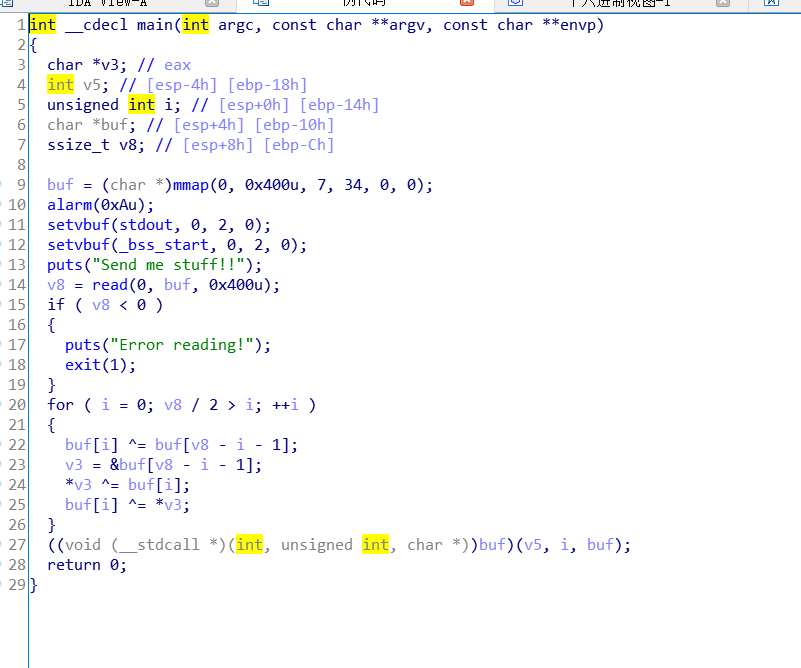 IDA View-A 伪代码 十六进制视图-1
1 int __cdecl main(int argc, const char **argv, const char **envp)
2 {
3 char *v3; // eax
4 int v5; // [esp-4h] [ebp-18h]
5 unsigned int i; // [esp+0h] [ebp-14h]
6 char *buf; // [esp+4h] [ebp-10h]
7 ssize_t v8; // [esp+8h] [ebp-Ch]
8
9 buf = (char *)mmap(0, 0x400u, 7, 34, 0, 0);
10 alarm(0xAu);
11 setvbuf(stdout, 0, 2, 0);
12 setvbuf(_bss_start, 0, 2, 0);
13 puts("Send me stuff!!");
14 v8 = read(0, buf, 0x400u);
15 if ( v8 < 0 )
16 {
17 puts("Error reading!");
18 exit(1);
19 }
20 for ( i = 0; v8 / 2 > i; ++i )
21 {
22 buf[i] ^= buf[v8 - i - 1];
23 v3 = &buf[v8 - i - 1];
24 *v3 ^= buf[i];
25 buf[i] ^= *v3;
26 }
27 ((void (__stdcall *)(int, unsigned int, char *))buf)(v5, i, buf);
28 return 0;
29 }